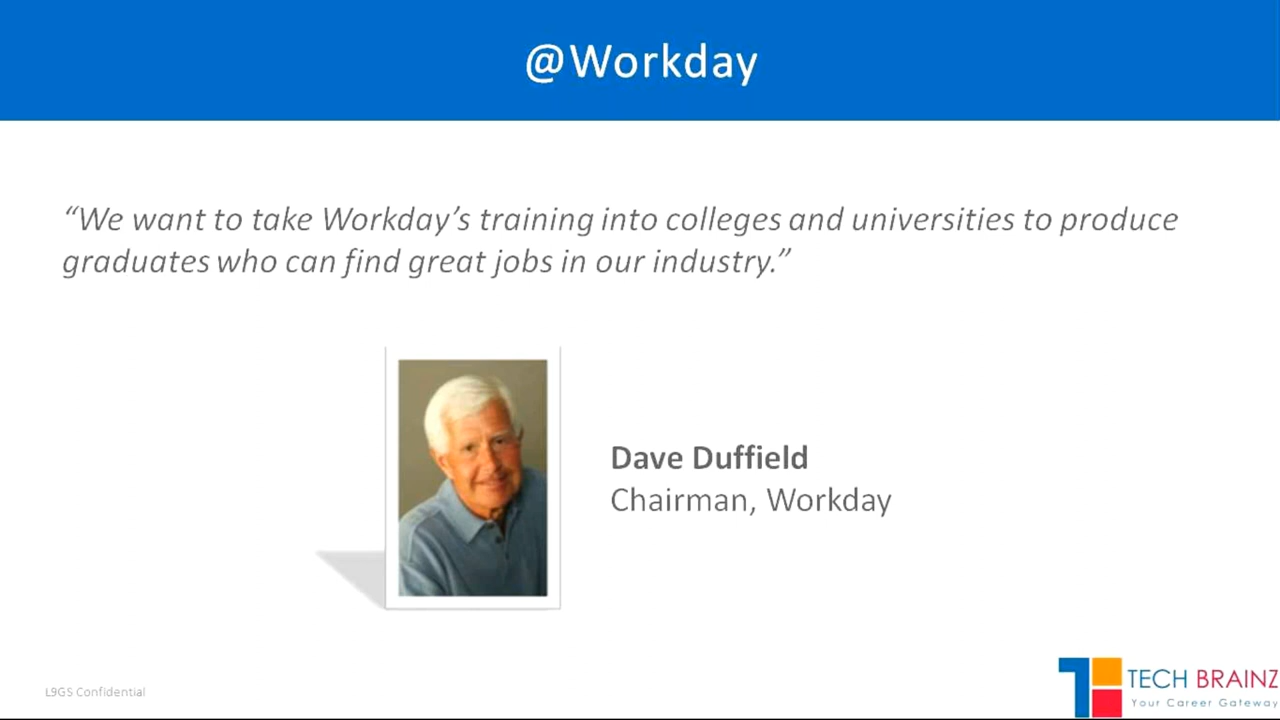 @Workday
“We want to take Workday’s training into colleges and universities to produce
graduates who can find great jobs in our industry.”
Dave Duffield
Chairman, Workday
L9GS Confidential
TECH BRAINZ
Your Career Gateway